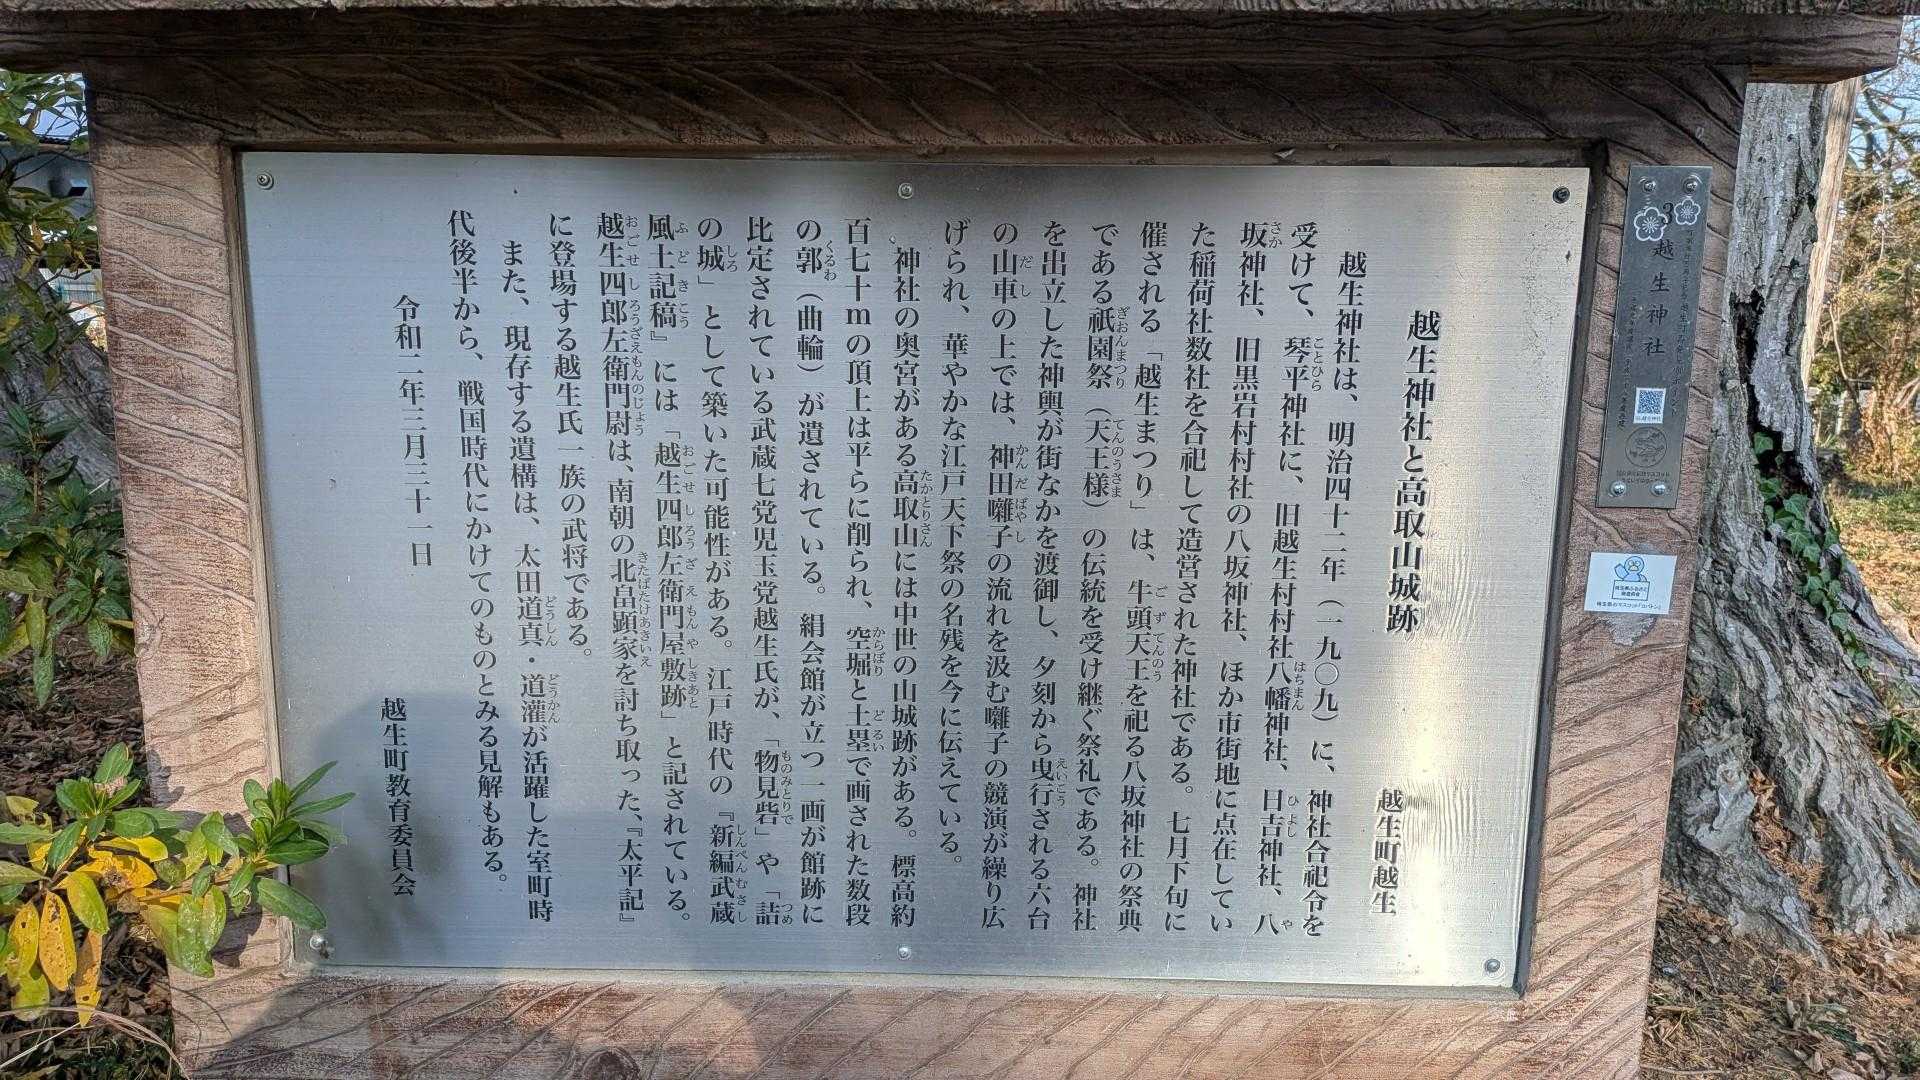 越生神社と高取山城跡
越生町越生
越生神社は、明治四十二年（一九〇九）に、神社合祀令を
受けて、琴平神社に、旧越生村村社八幡神社、日吉神社、八
坂神社、旧黒岩村村社の八坂神社、ほか市街地に点在してい
た稲荷社数社を合祀して造営された神社である。七月下旬に
催される「越生まつり」は、牛頭天王を祀る八坂神社の祭典
である祇園祭（天王様）の伝統を受け継ぐ祭礼である。神社
を出立した神輿が街なかを渡御し、夕刻から曳行される六台
の山車の上では、神田囃子の流れを汲む囃子の競演が繰り広
げられ、華やかな江戸天下祭の名残を今に伝えている。
神社の奥宮がある高取山には中世の山城跡がある。標高約
百七十mの頂上は平らに削られ、空堀と土塁で画された数段
の郭（曲輪）が遺されている。絹会館が立つ一画が館跡に
比定されている武蔵七党児玉党越生氏が、「物見砦」や「詰
の城」として築いた可能性がある。江戸時代の『新編武蔵
風土記稿』には「越生四郎左衛門屋敷跡」と記されている。
越生四郎左衛門尉は、南朝の北畠顕家を討ち取った、『太平記』
に登場する越生氏一族の武将である。
また、現存する遺構は、太田道真・道灌が活躍した室町時
代後半から、戦国時代にかけてのものとみる見解もある。
令和二年三月三十一日
越生町教育委員会
3
越生神社